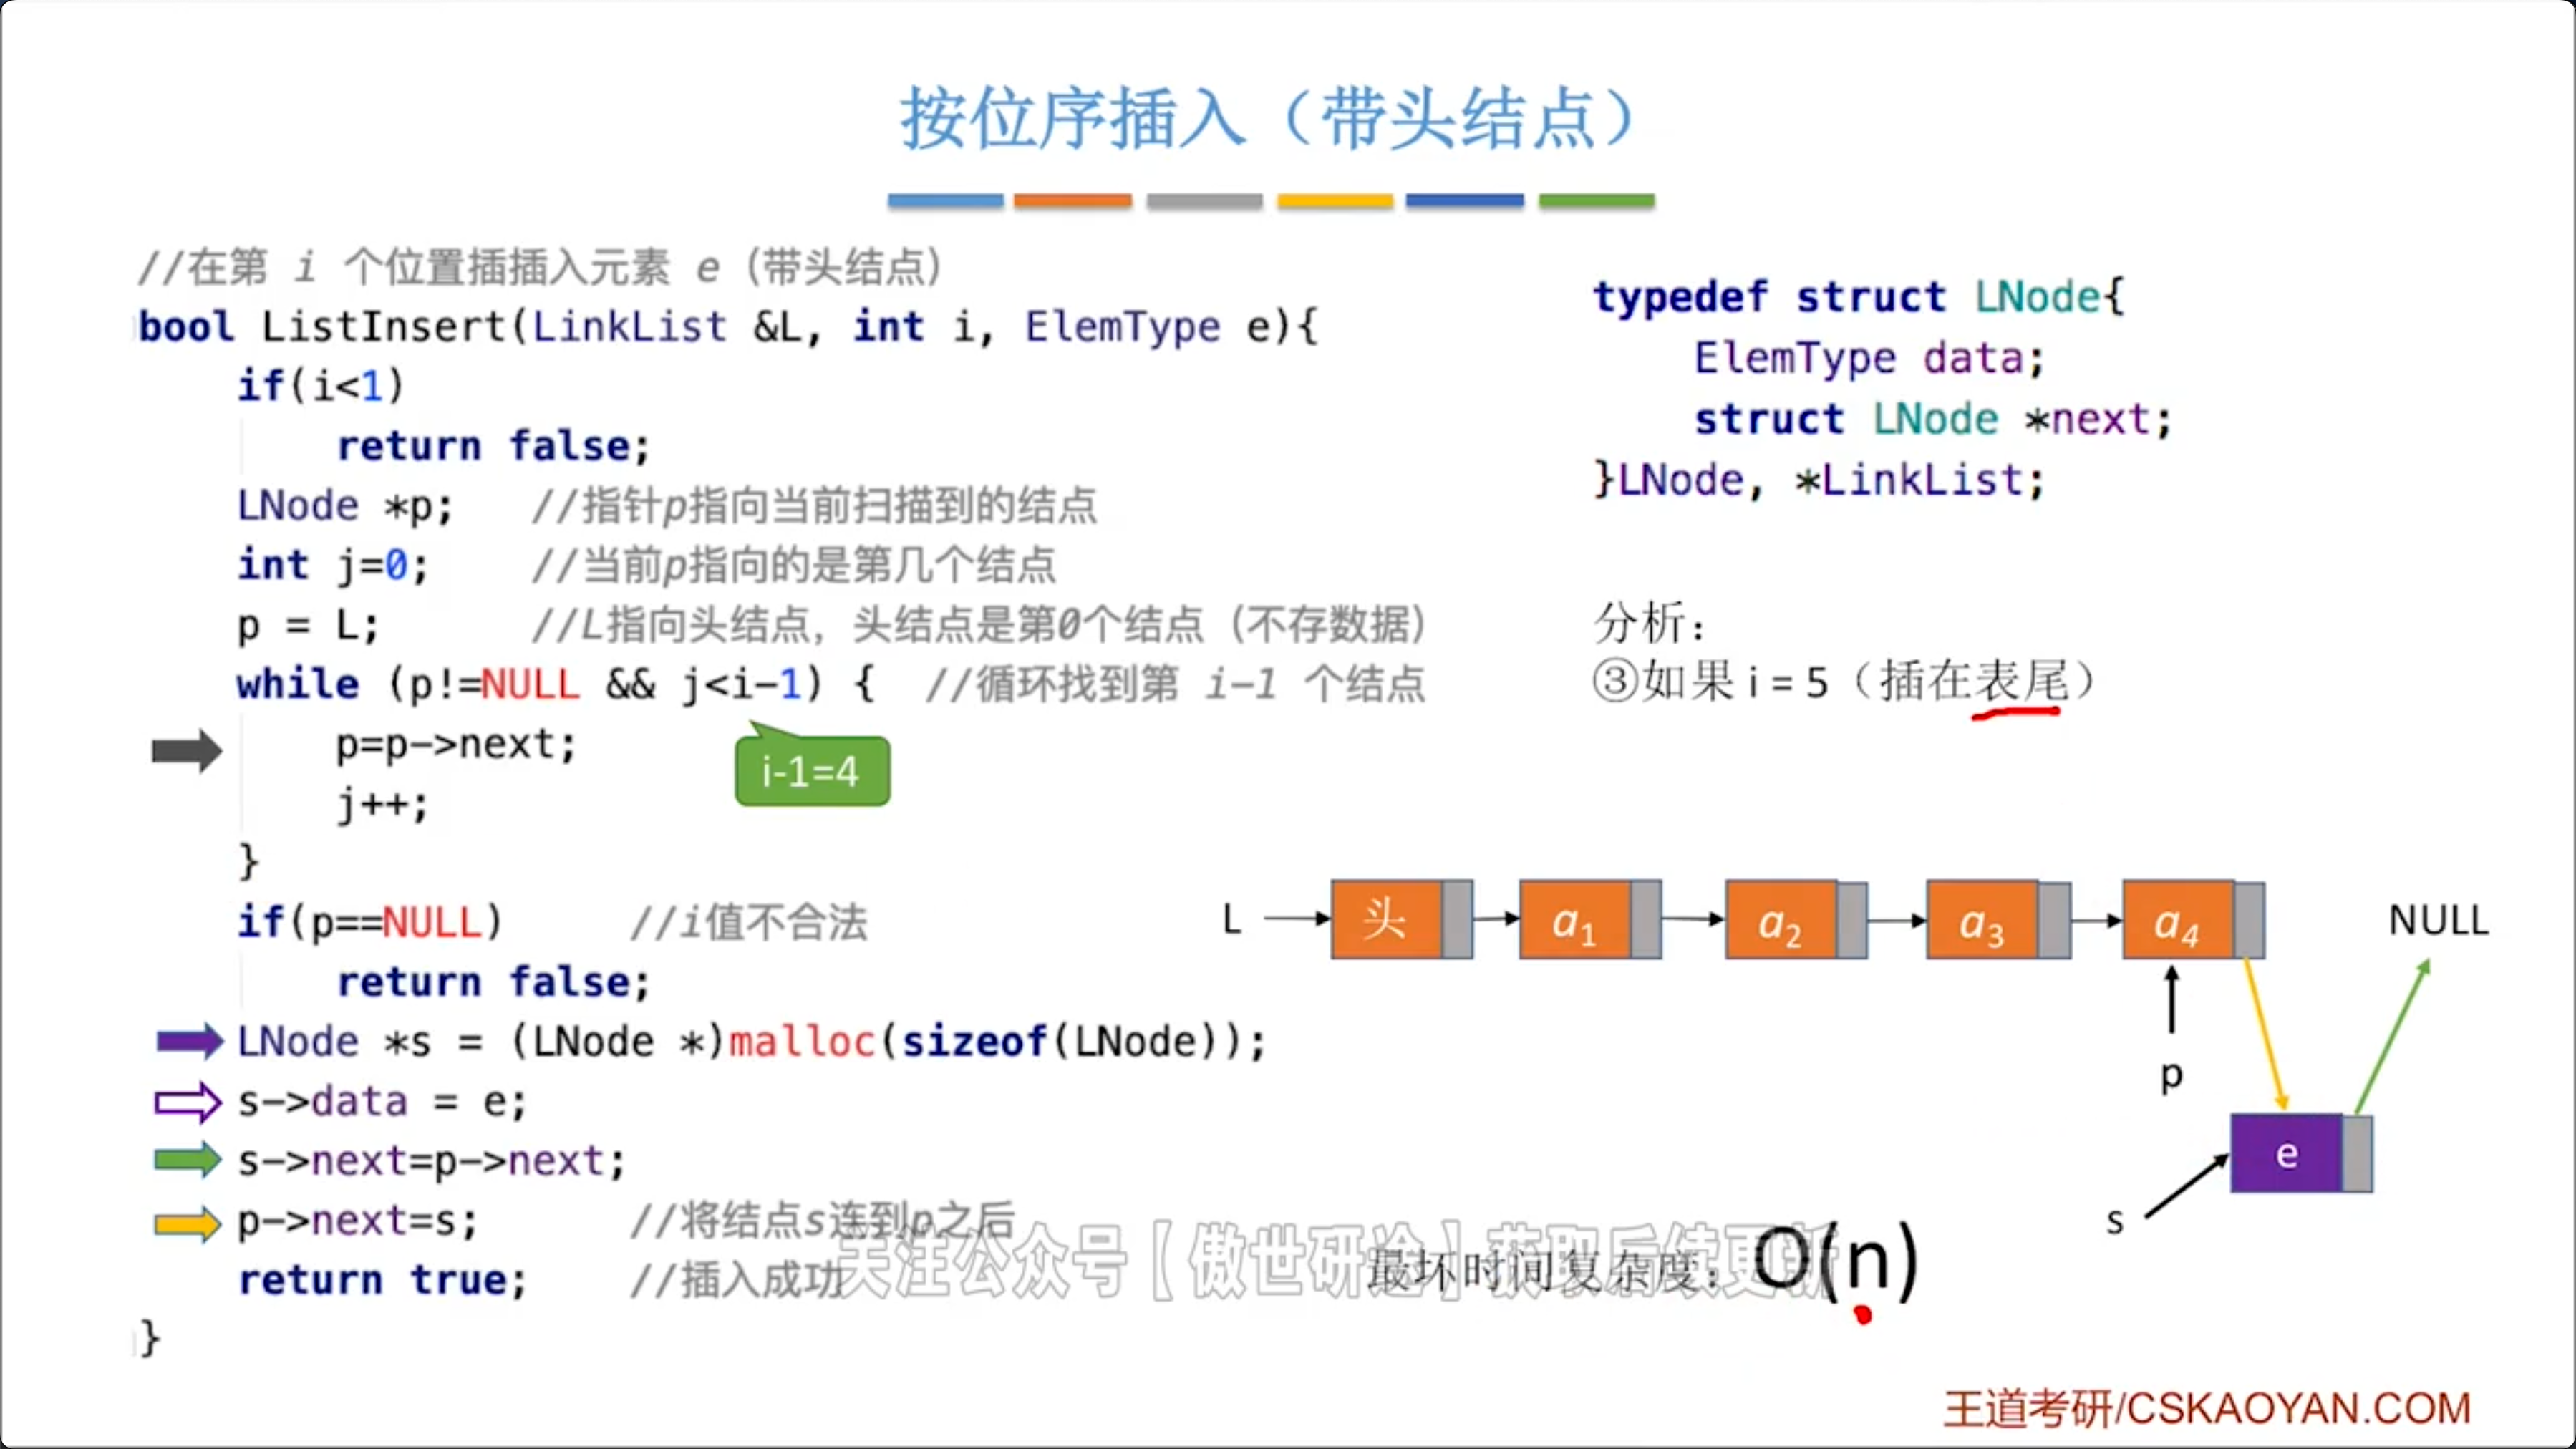 按位序插入（带头结点）
//在第 i 个位置插插入元素 e（带头结点）
bool ListInsert(LinkList &L, int i, ElemType e){
if(i<1)
return false;
LNode *p; //指针p指向当前扫描到的结点
int j=0; //当前p指向的是第几个结点
p = L; //L指向头结点，头结点是第0个结点（不存数据）
while (p!=NULL && j<i-1) { //循环找到第 i-1 个结点
p=p->next;
i-1=4
j++;
}
if(p==NULL) //i值不合法
return false;
LNode *s = (LNode *)malloc(sizeof(LNode));
s->data = e;
s->next=p->next;
p->next=s; //将结点s连到p之后
return true; //插入成功
}
typedef struct LNode{
ElemType data;
struct LNode *next;
}LNode, *LinkList;
分析：
③如果 i = 5（插在表尾）
L 头 a1 a2 a3 a4 NULL
p
e
s
最坏时间复杂度：O(n)
关注公众号【傲世研途】获取后续更新
王道考研/CSKAOYAN.COM